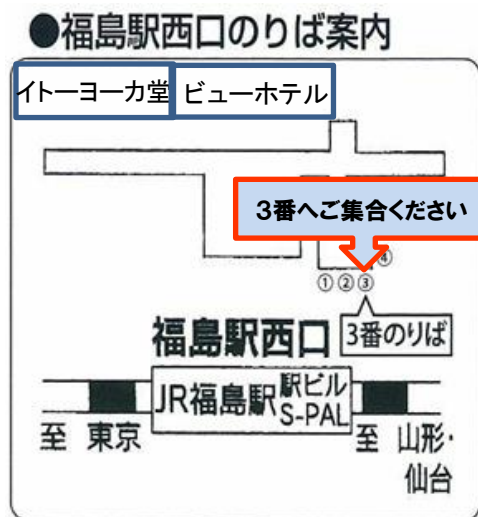 ●福島駅西口のりば案内
イトーヨーカ堂 ビューホテル
3番へご集合ください
④
①②③
福島駅西口
3番のりば
JR福島駅 駅ビル
S-PAL
至 東京
至 山形・
仙台